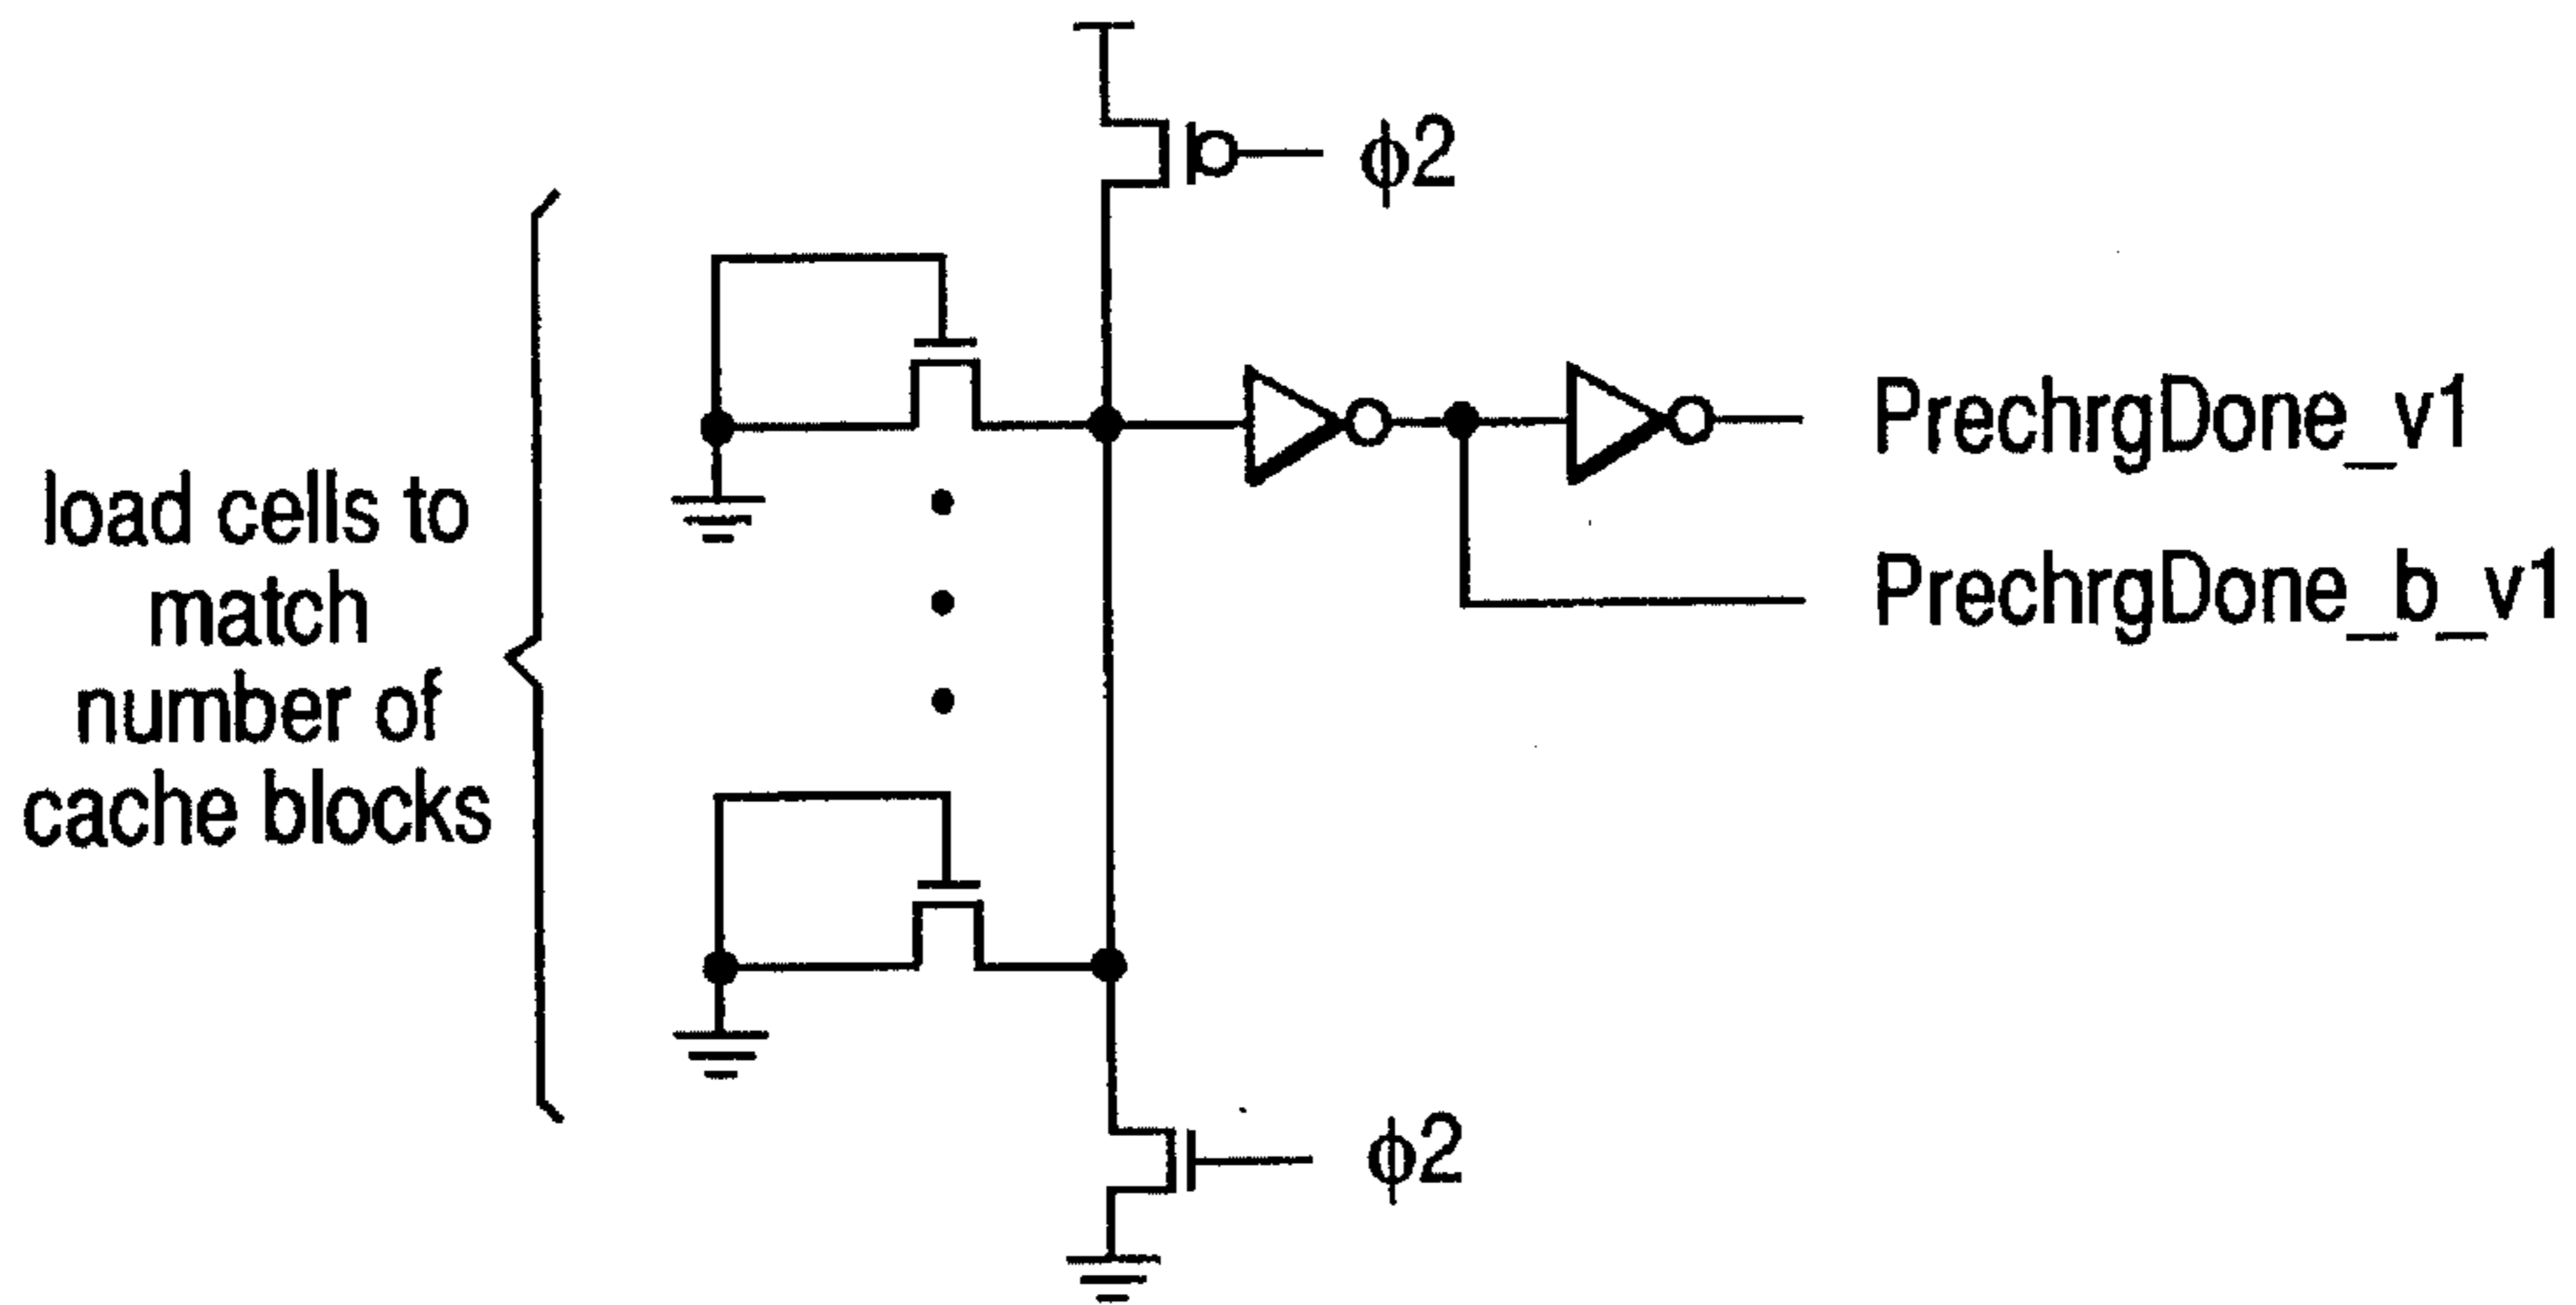 ϕ2
load cells to
match
number of
cache blocks
PrechrgDone_v1
PrechrgDone_b_v1
ϕ2